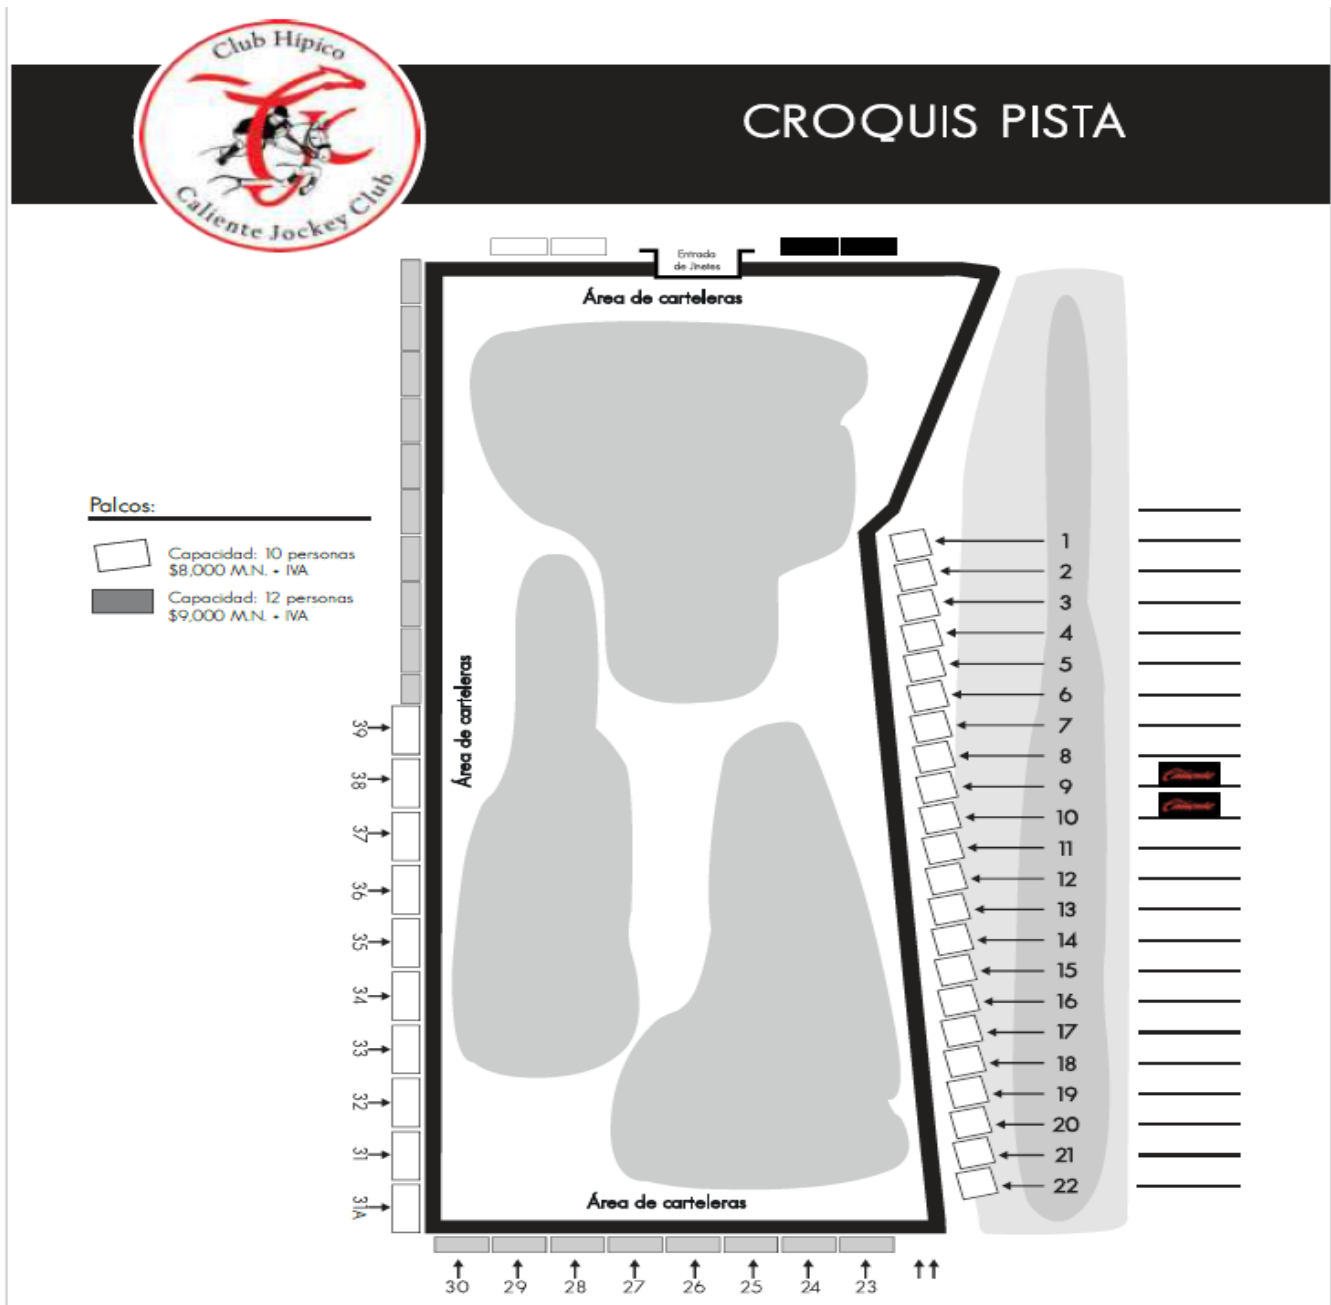 Club Hípico
Caliente Jockey Club
CROQUIS PISTA
Entrada
de Jinetes
Área de carteleras
Palcos:
Capacidad: 10 personas
$8,000 M.N. + IVA
Capacidad: 12 personas
$9,000 M.N. + IVA
Área de carteleras
1
2
3
4
5
6
7
8
9
10
11
12
13
14
15
16
17
18
19
20
21
22
Caliente
Caliente
39
38
37
36
35
34
33
32
31
31A
Área de carteleras
30
29
28
27
26
25
24
23